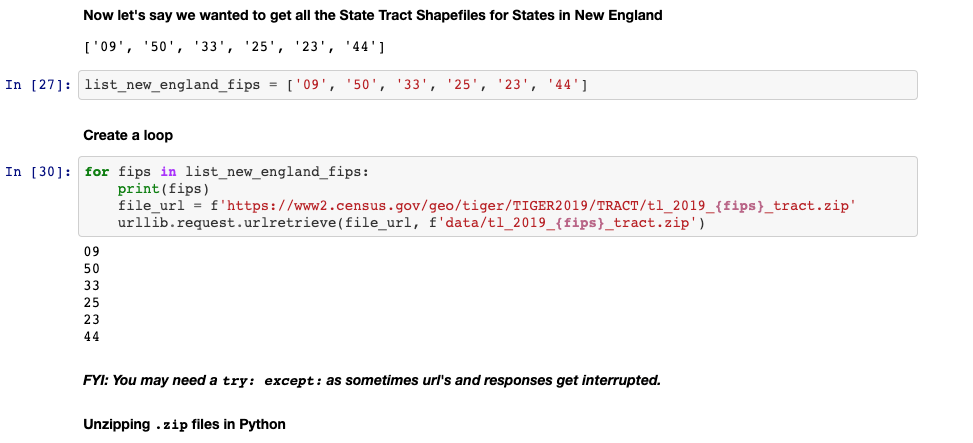 Now let's say we wanted to get all the State Tract Shapefiles for States in New England
['09', '50', '33', '25', '23', '44']
In [27]: list_new_england_fips = ['09', '50', '33', '25', '23', '44']
Create a loop
In [30]: for fips in list_new_england_fips:
    print(fips)
    file_url = f'https://www2.census.gov/geo/tiger/TIGER2019/TRACT/tl_2019_{fips}_tract.zip'
    urllib.request.urlretrieve(file_url, f'data/tl_2019_{fips}_tract.zip')
09
50
33
25
23
44
FYI: You may need a try: except: as sometimes url's and responses get interrupted.
Unzipping .zip files in Python